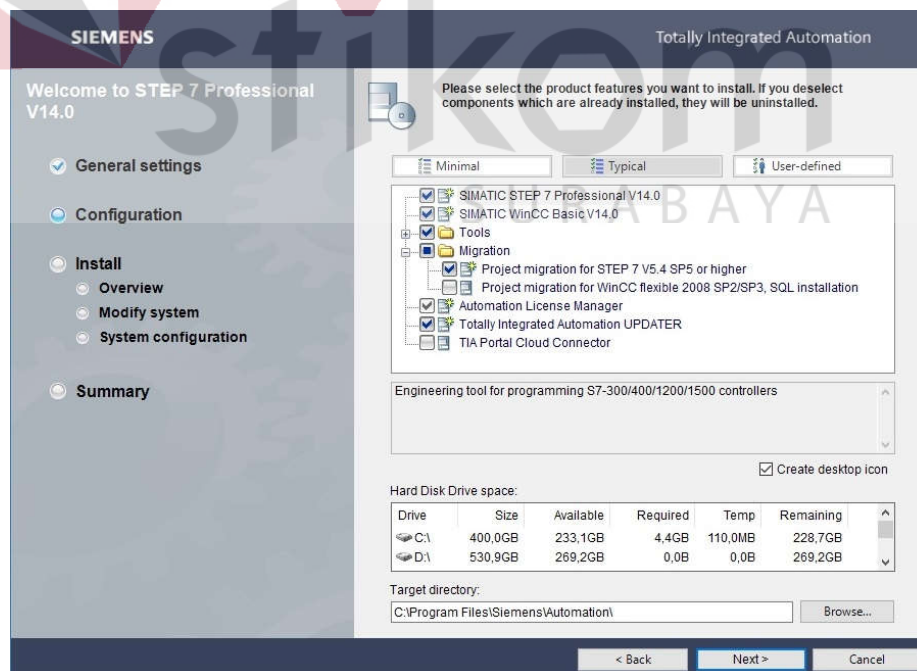 stikom
SURABAYA
SIEMENS
Totally Integrated Automation
Welcome to STEP 7 Professional
V14.0
General settings
Configuration
Install
Overview
Modify system
System configuration
Summary
Please select the product features you want to install. If you deselect
components which are already installed, they will be uninstalled.
Minimal Typical User-defined
SIMATIC STEP 7 Professional V14.0
SIMATIC WinCC Basic V14.0
Tools
Migration
Project migration for STEP 7 V5.4 SP5 or higher
Project migration for WinCC flexible 2008 SP2/SP3, SQL installation
Automation License Manager
Totally Integrated Automation UPDATER
TIA Portal Cloud Connector
Engineering tool for programming S7-300/400/1200/1500 controllers
Create desktop icon
Hard Disk Drive space:
Drive Size Available Required Temp Remaining
C:\ 400,0GB 233,1GB 4,4GB 110,0MB 228,7GB
D:\ 530,9GB 269,2GB 0,0B 0,0B 269,2GB
Target directory:
C:\Program Files\Siemens\Automation\ Browse...
< Back Next > Cancel